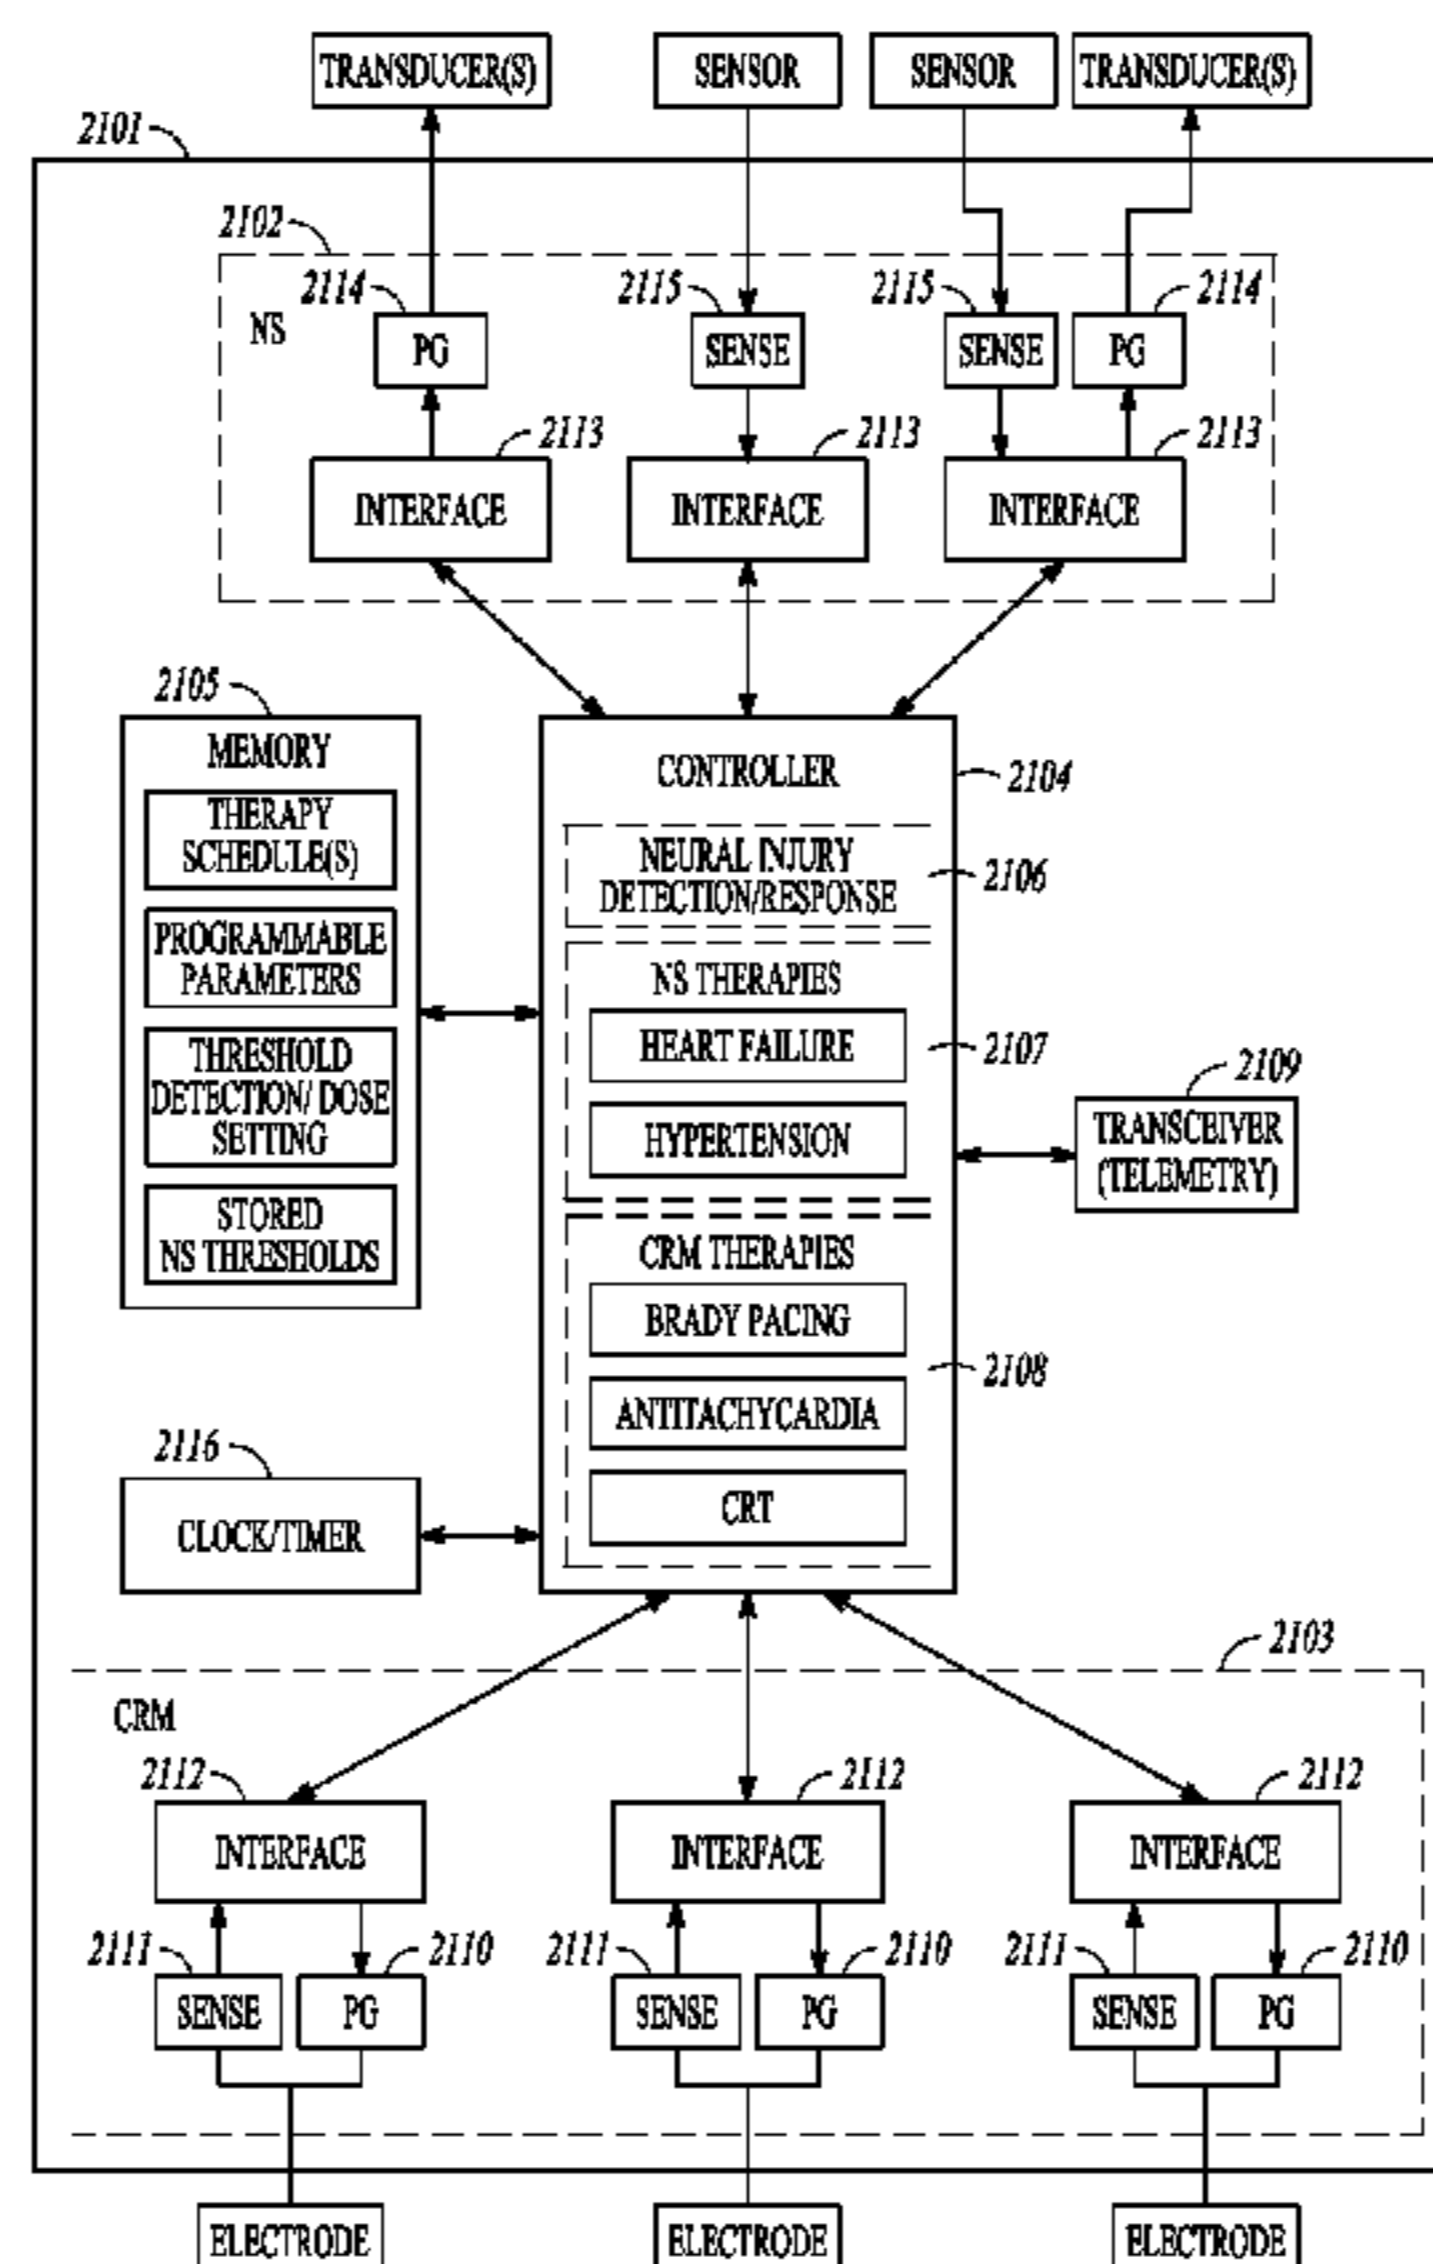 TRANSDUCER(S) SENSOR SENSOR TRANSDUCER(S)
2101
2102
2114 2115 2115 2114
NS
PG SENSE SENSE PG
2113 2113 2113
INTERFACE INTERFACE INTERFACE
2105
MEMORY
THERAPY
SCHEDULE(S)
PROGRAMMABLE
PARAMETERS
THRESHOLD
DETECTION/ DOSE
SETTING
STORED
NS THRESHOLDS
CONTROLLER
2104
NEURAL INJURY
DETECTION/RESPONSE
2106
NS THERAPIES
HEART FAILURE
2107
HYPERTENSION
2109
TRANSCEIVER
(TELEMETRY)
CRM THERAPIES
BRADY PACING
2108
ANTITACHYCARDIA
CRT
2116
CLOCK/TIMER
2103
CRM
2112 2112 2112
INTERFACE INTERFACE INTERFACE
2111 2110 2111 2110 2111 2110
SENSE PG SENSE PG SENSE PG
ELECTRODE ELECTRODE ELECTRODE